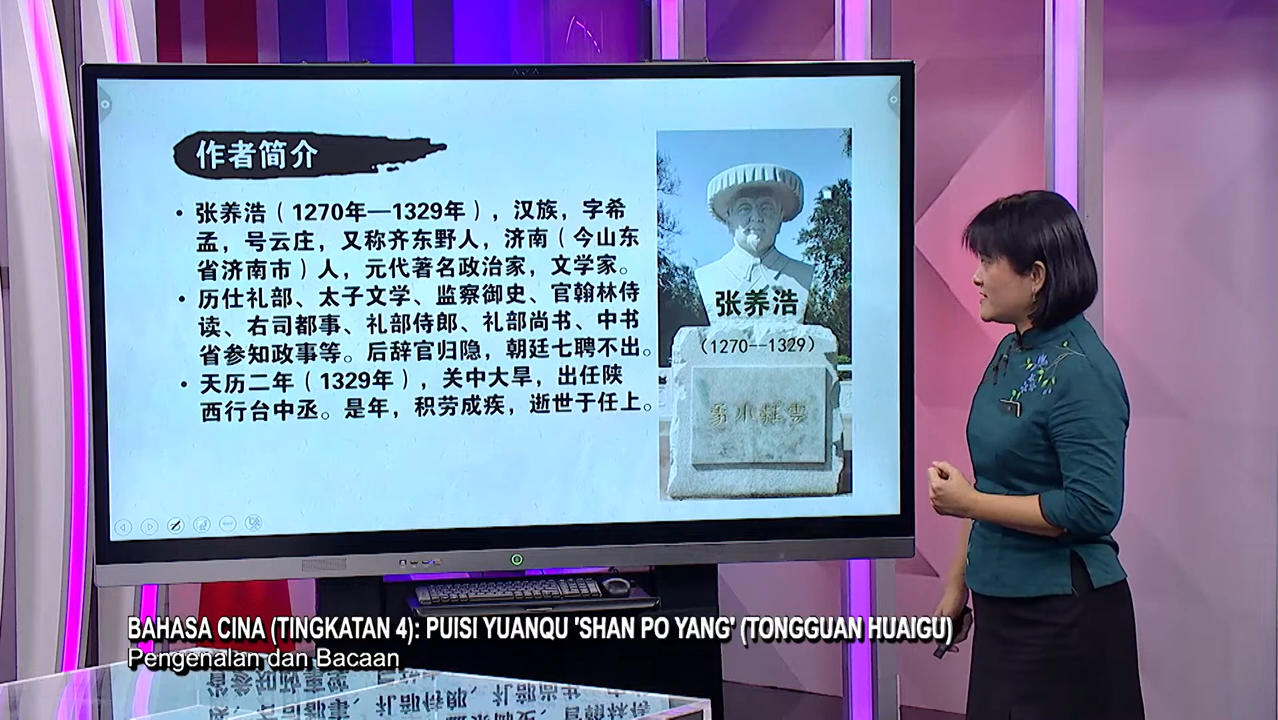 作者简介
• 张养浩（1270年—1329年），汉族，字希
孟，号云庄，又称齐东野人，济南（今山东
省济南市）人，元代著名政治家，文学家。
• 历仕礼部、太子文学、监察御史、官翰林侍
读、右司都事、礼部侍郎、礼部尚书、中书
省参知政事等。后辞官归隐，朝廷七聘不出。
• 天历二年（1329年），关中大旱，出任陕
西行台中丞。是年，积劳成疾，逝世于任上。
张养浩
（1270--1329）
BAHASA CINA (TINGKATAN 4): PUISI YUANQU 'SHAN PO YANG' (TONGGUAN HUAIGU)
Pengenalan dan Bacaan